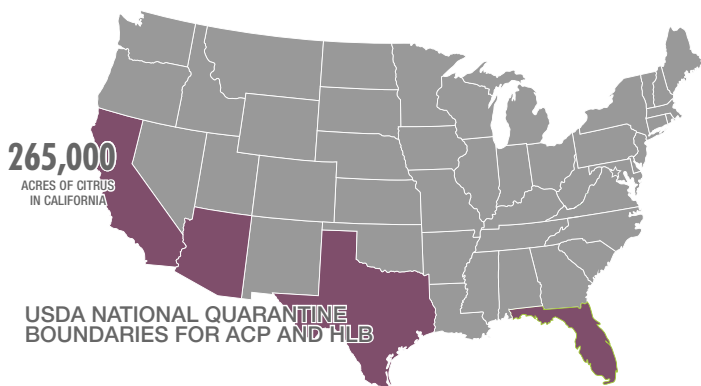 265,000
ACRES OF CITRUS
IN CALIFORNIA
USDA NATIONAL QUARANTINE
BOUNDARIES FOR ACP AND HLB